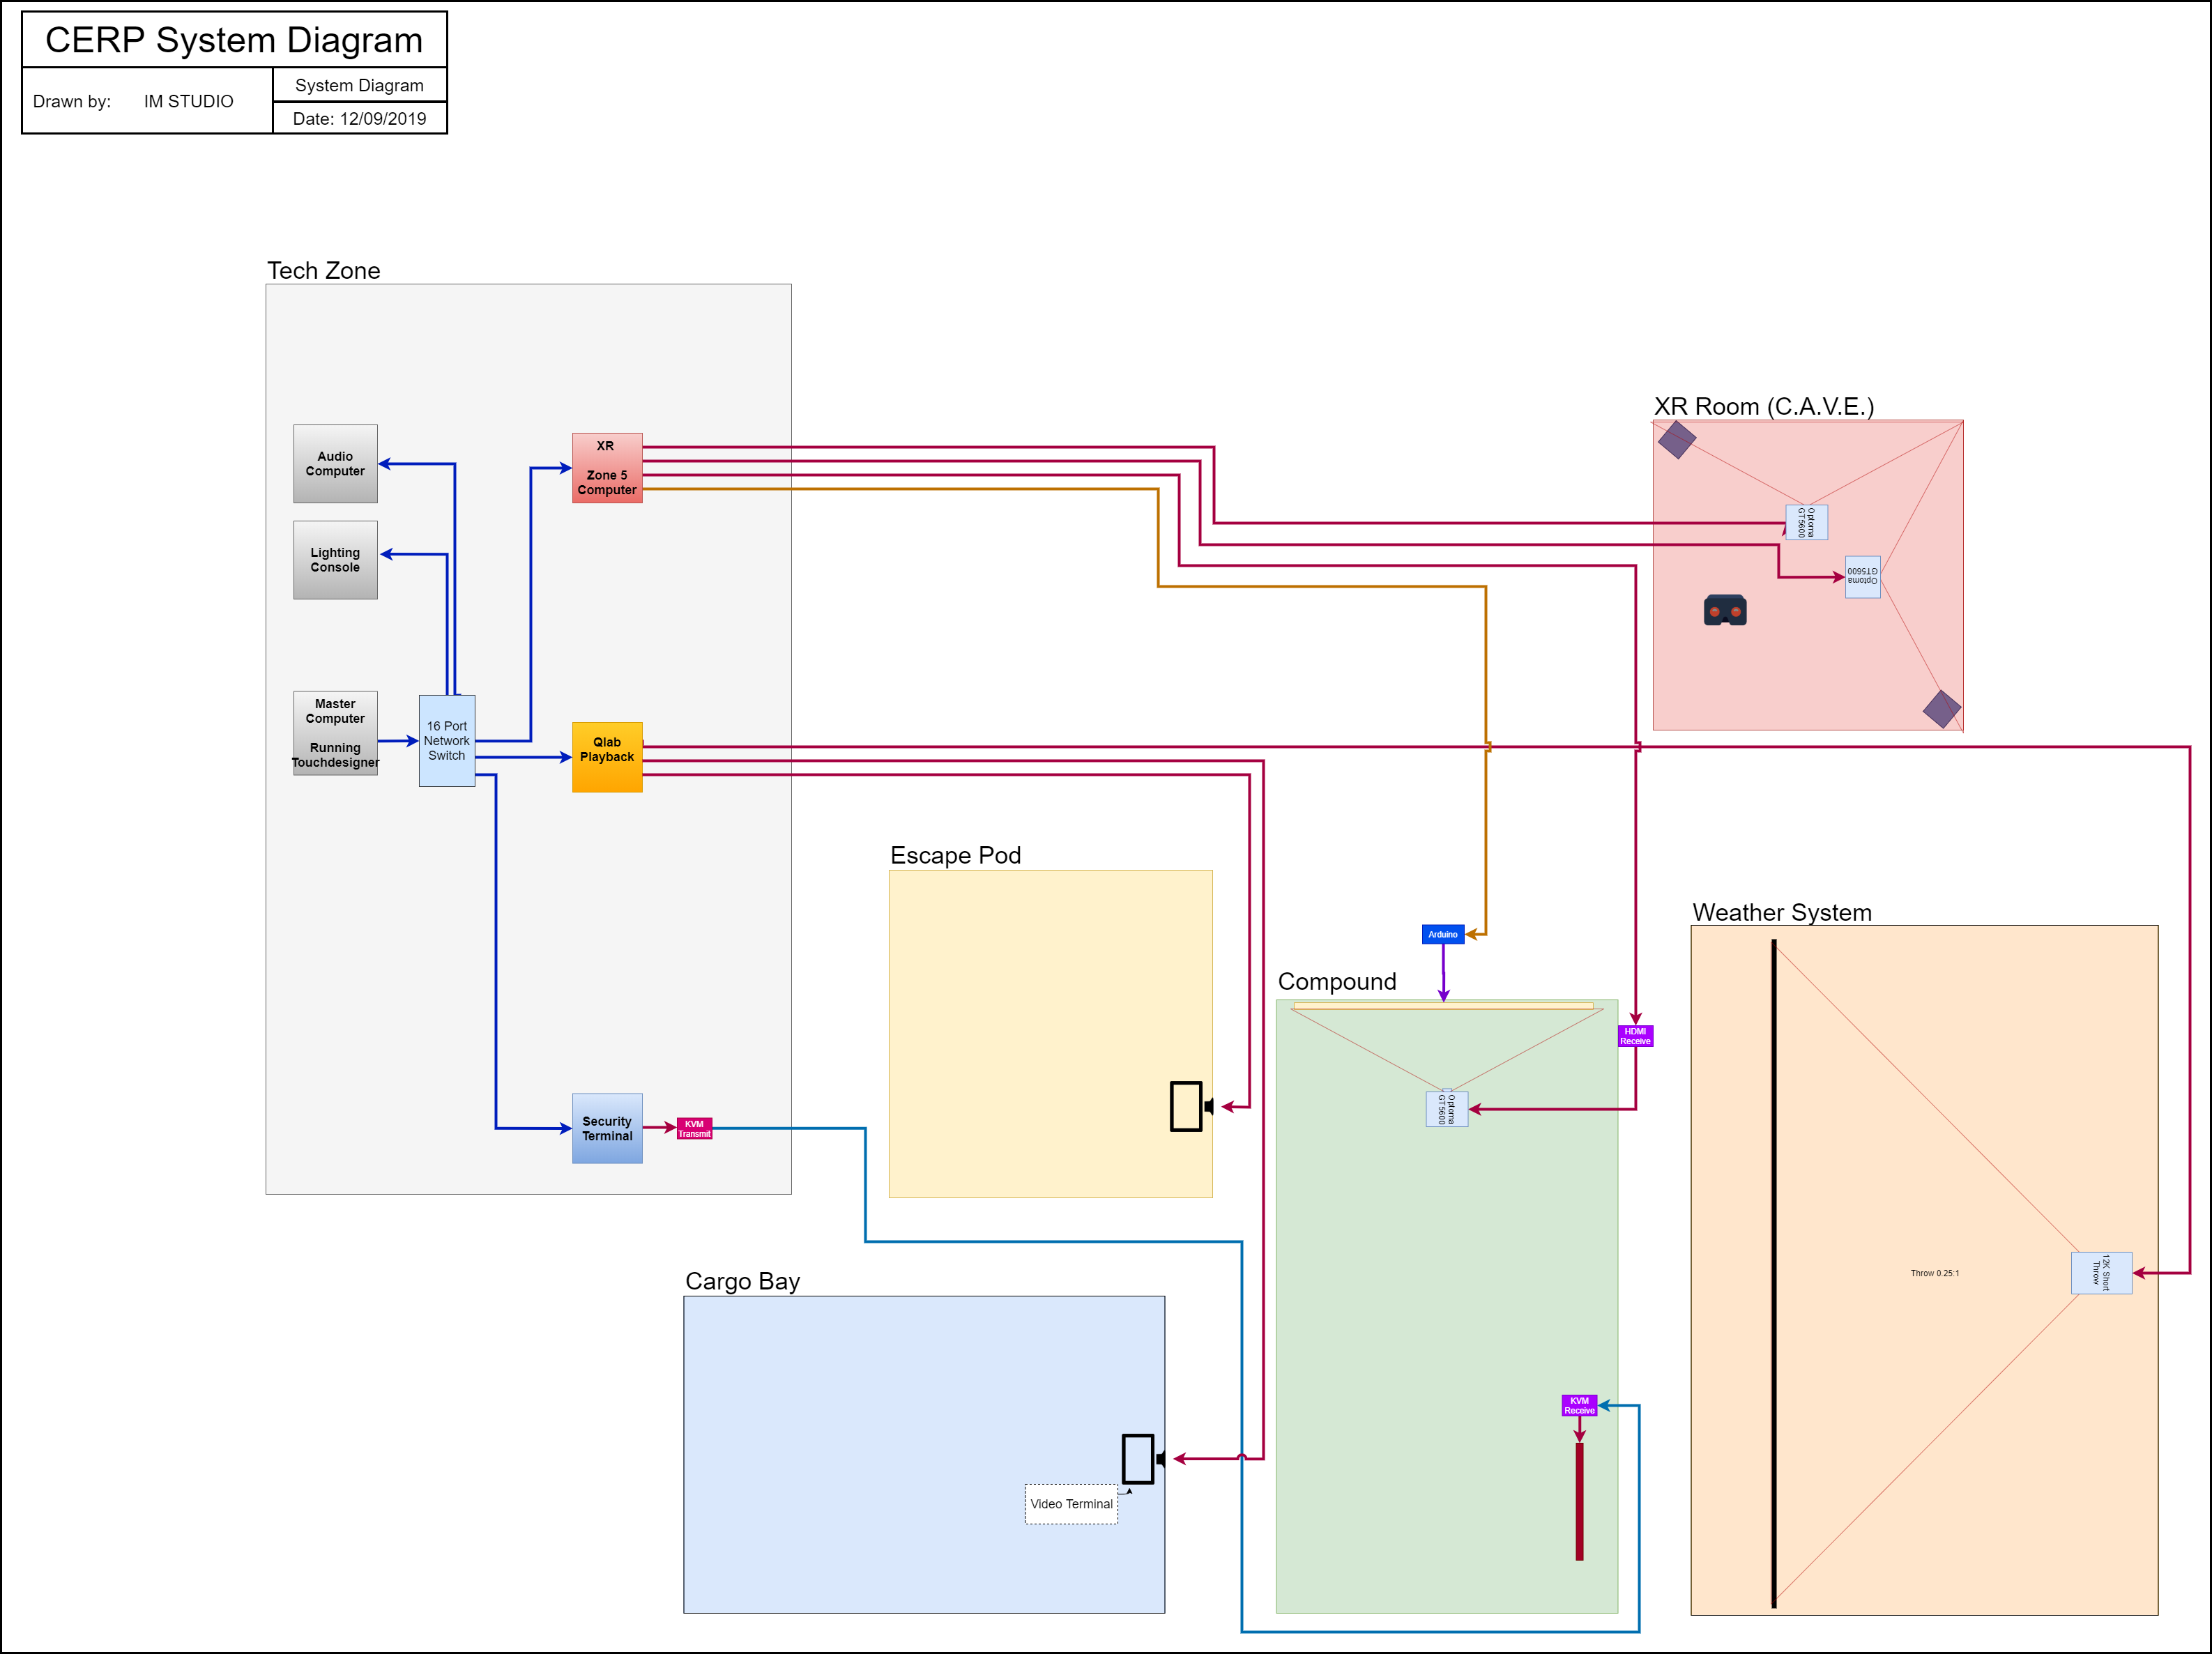 CERP System Diagram
Drawn by: IM STUDIO
System Diagram
Date: 12/09/2019
Tech Zone
Audio
Computer
Lighting
Console
Master
Computer
Running
Touchdesigner
16 Port
Network
Switch
XR
Zone 5
Computer
Qlab
Playback
Security
Terminal
KVM
Transmit
XR Room (C.A.V.E.)
Optoma
GT5600
Optoma
GT5600
Escape Pod
Arduino
Compound
HDMI
Receive
Optoma
GT5600
KVM
Receive
Weather System
Throw 0.25:1
12K Short
Throw
Cargo Bay
Video Terminal